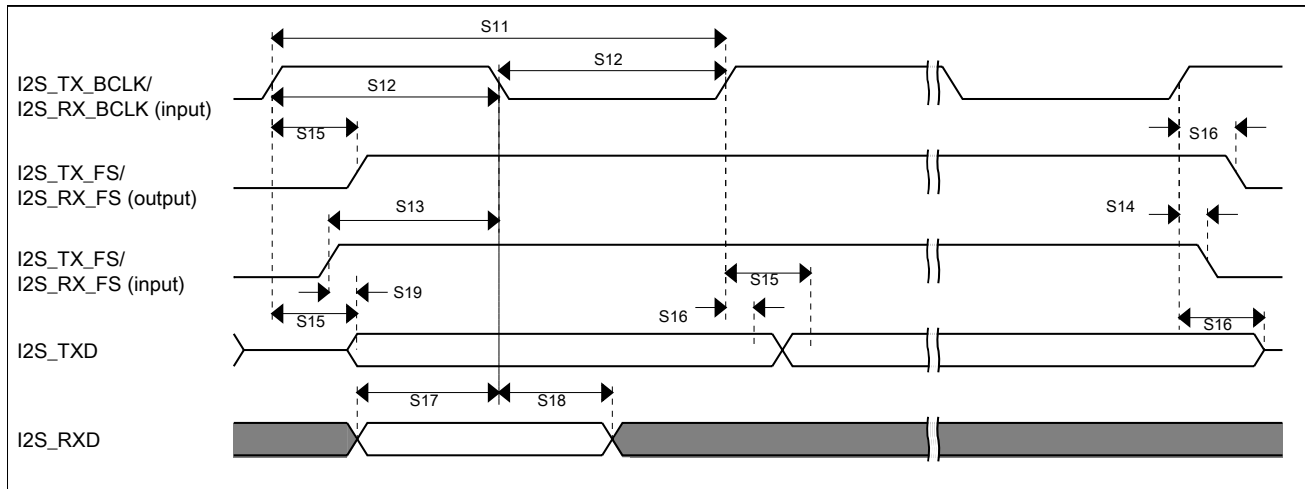 S11
I2S_TX_BCLK/
I2S_RX_BCLK (input)
S12
S12
S15
S16
I2S_TX_FS/
I2S_RX_FS (output)
S13
S14
I2S_TX_FS/
I2S_RX_FS (input)
S15
S19
S15
S16
S16
I2S_TXD
S17
S18
I2S_RXD